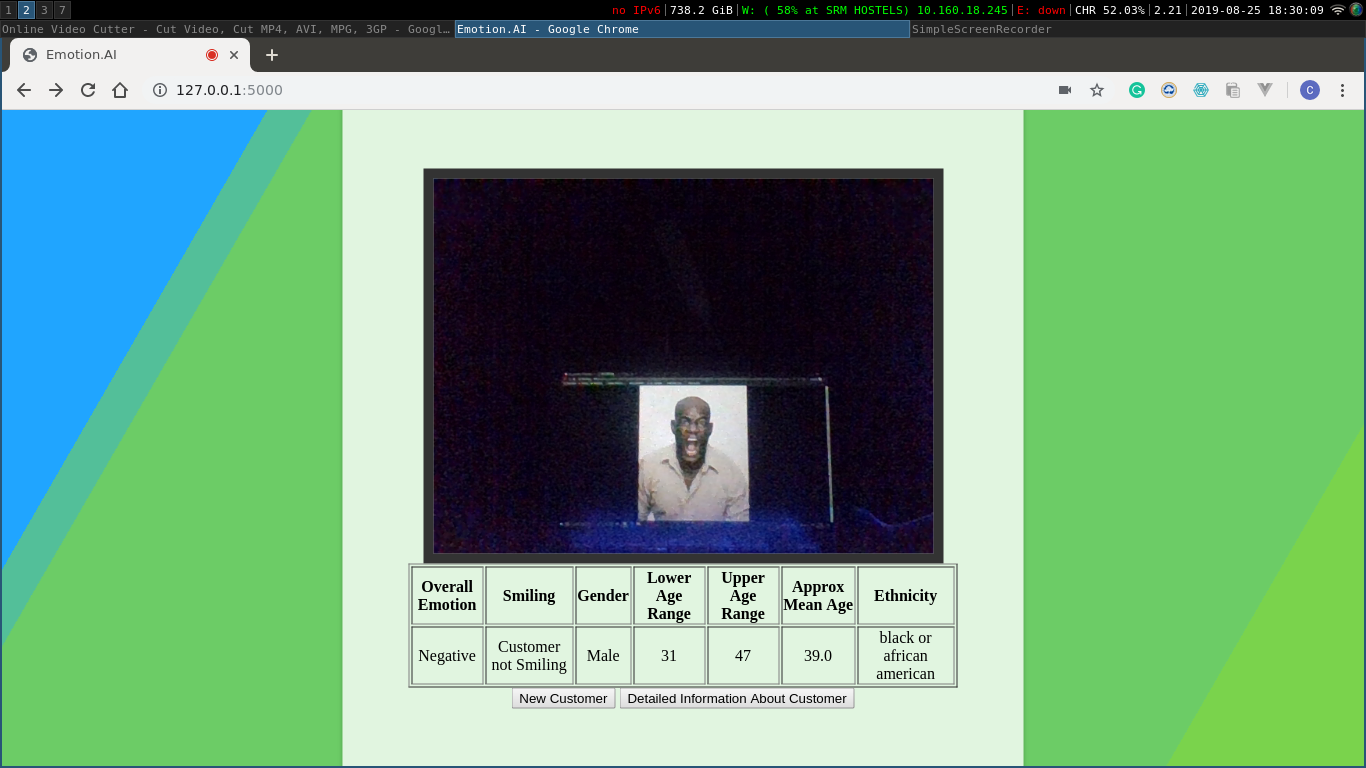 1 2 3 7 no IPv6 738.2 GiB W: ( 58% at SRM HOSTELS) 10.160.18.245 E: down CHR 52.03% 2.21 2019-08-25 18:30:09
Online Video Cutter - Cut Video, Cut MP4, AVI, MPG, 3GP - Googl… Emotion.AI - Google Chrome SimpleScreenRecorder
Emotion.AI
127.0.0.1:5000
C
Overall Emotion Smiling Gender Lower Age Range Upper Age Range Approx Mean Age Ethnicity
Negative Customer not Smiling Male 31 47 39.0 black or african american
New Customer Detailed Information About Customer